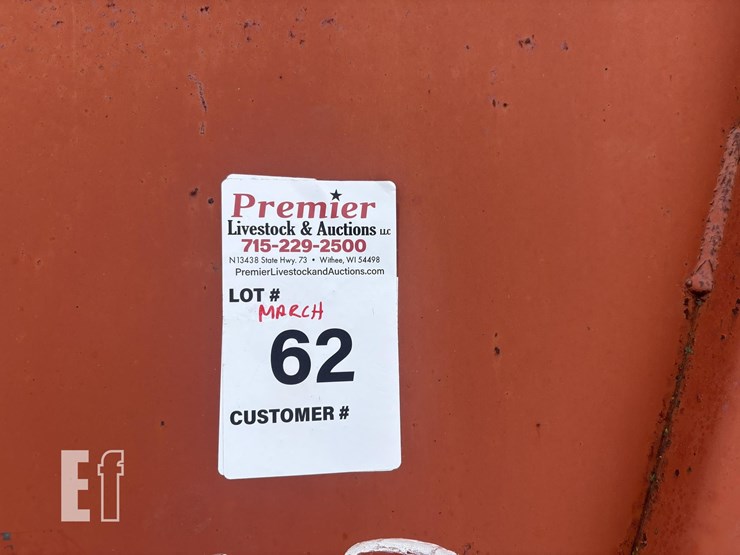 Premier
Livestock & Auctions LLC
715-229-2500
N13438 State Hwy. 73 • Withee, WI 54498
PremierLivestockandAuctions.com
LOT #
MARCH
62
CUSTOMER #
Ef